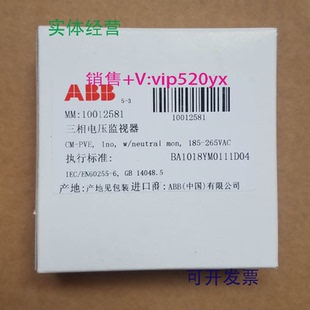 实体经营
销售+V:vip520yx
ABB
5-3
MM:10012581
10012581
三相电压监视器
CM-PVE, 1no, w/neutral mon, 185-265VAC
执行标准: BA1018YM0111D04
IEC/EN60255-6, GB 14048.5
产地:产地见包装 进口商: ABB(中国)有限公司
可开发票